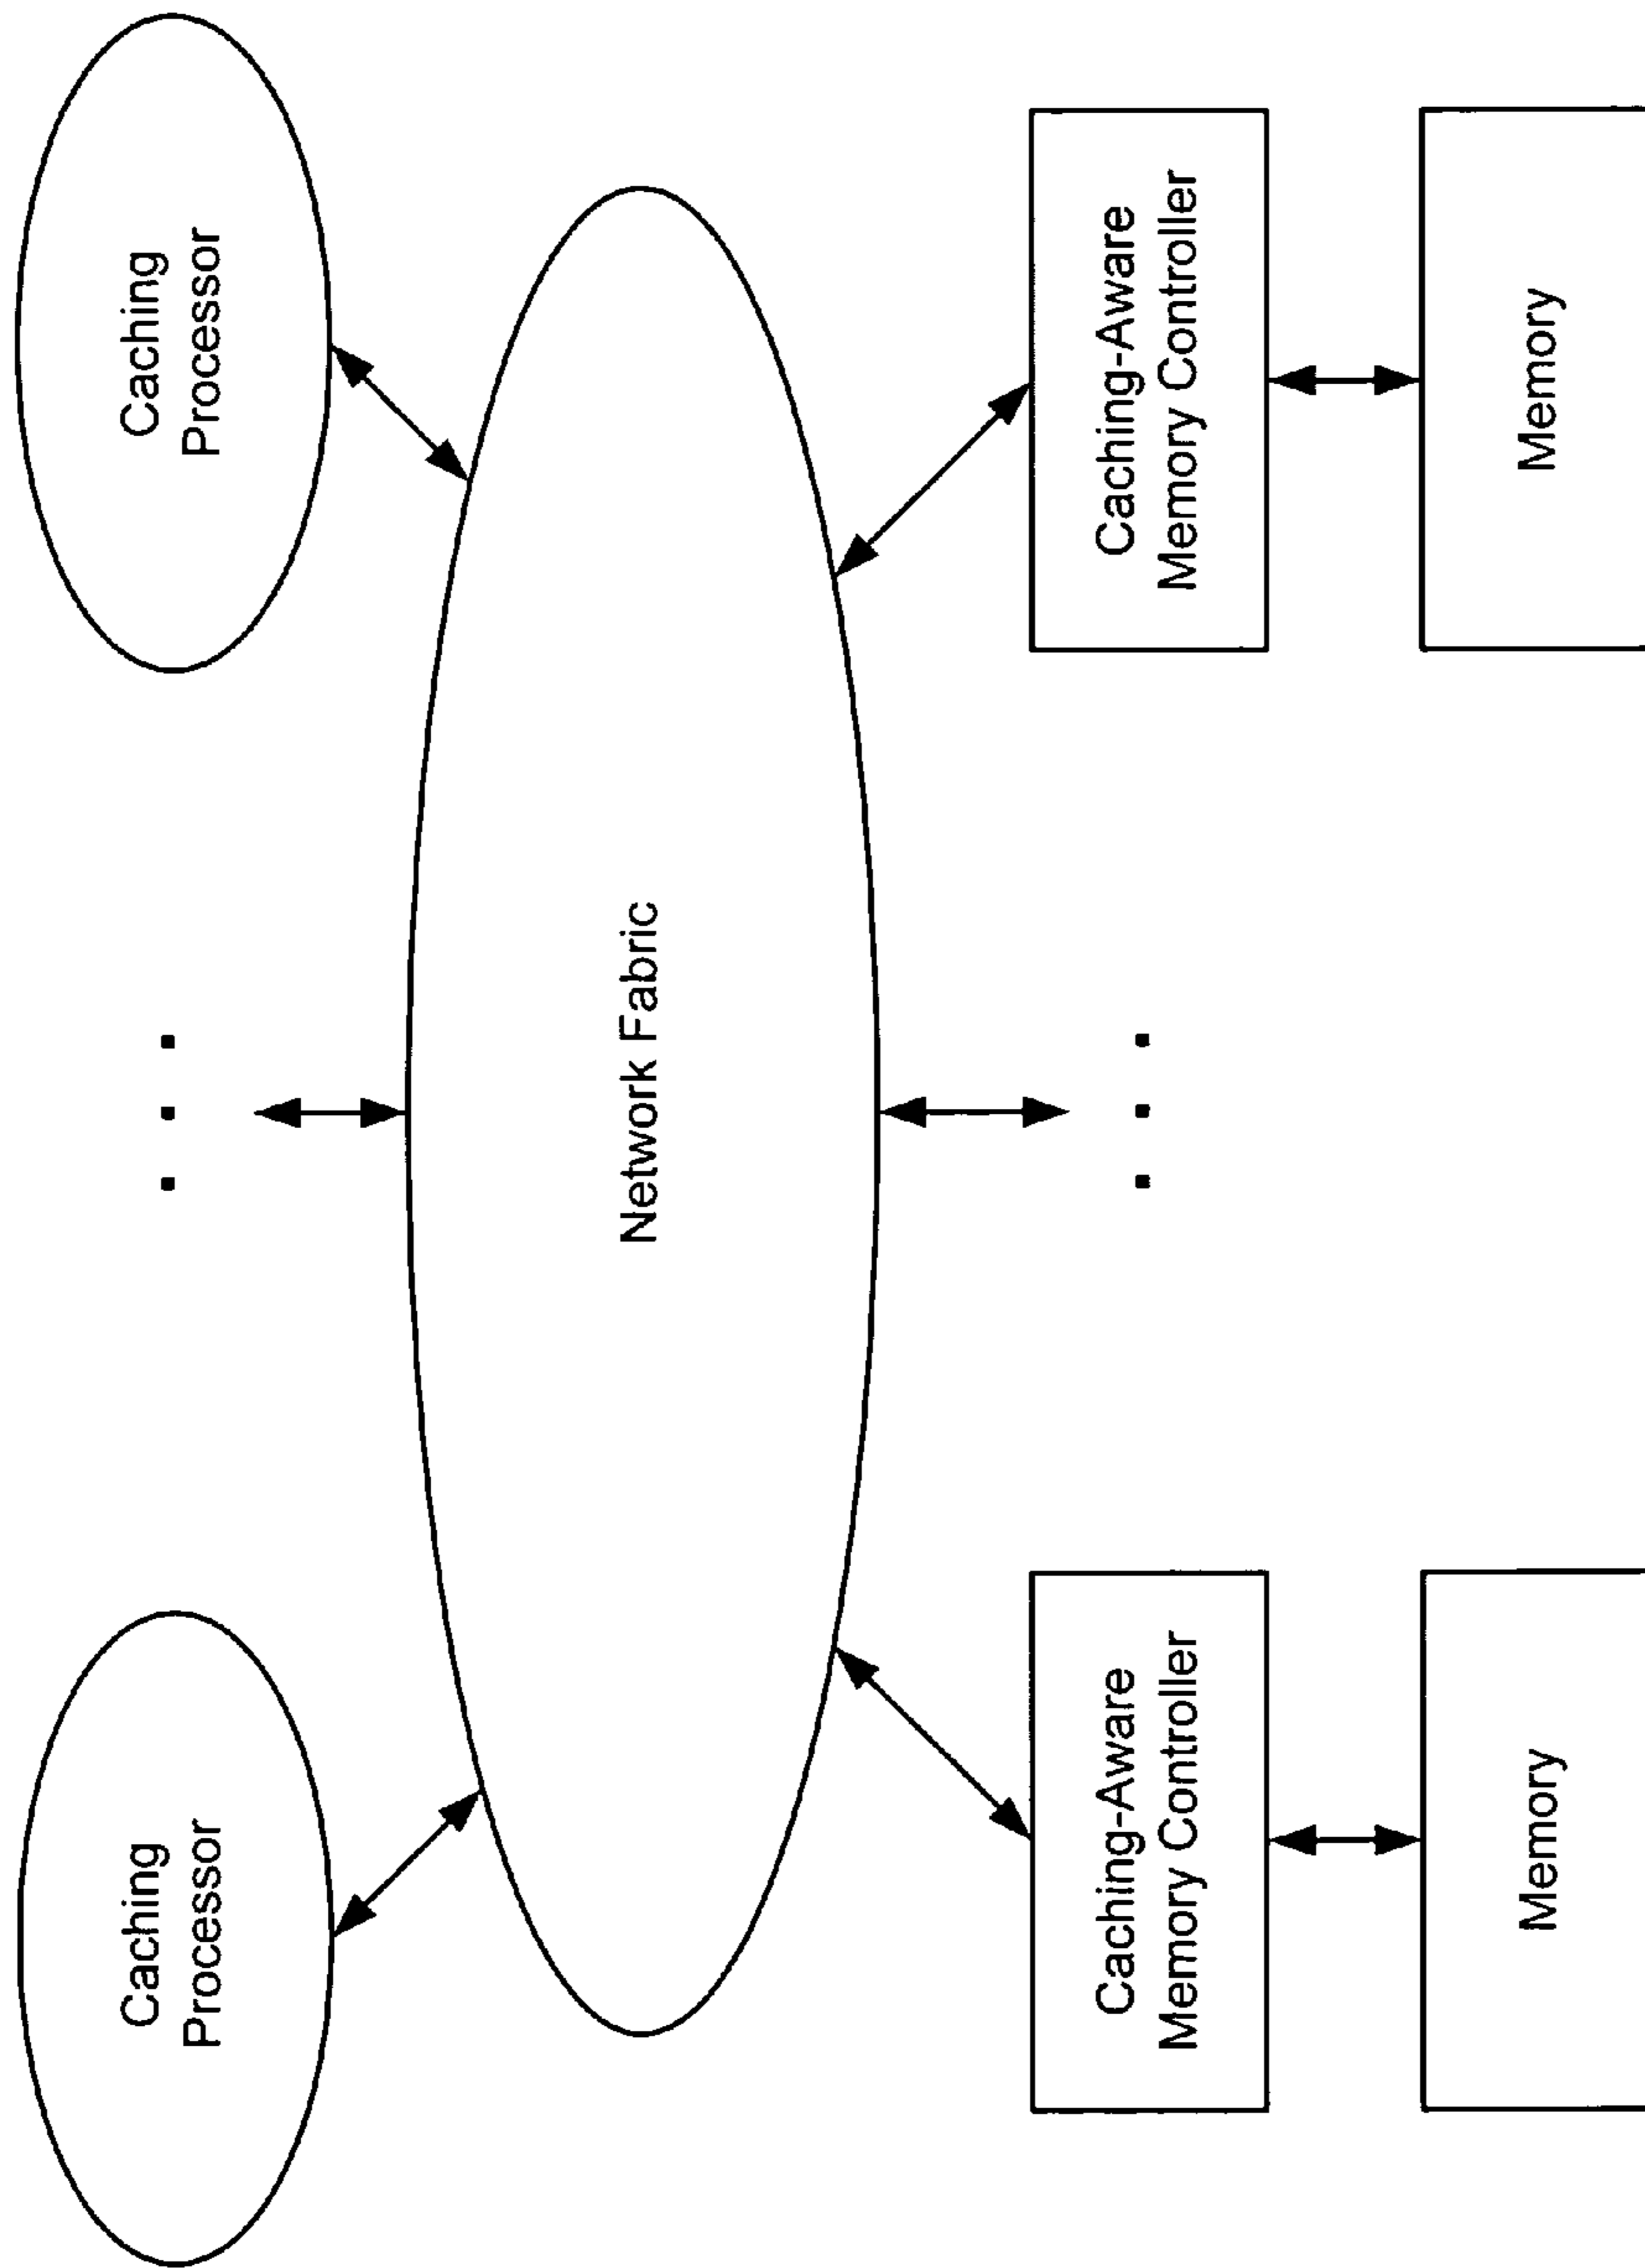 Caching
Processor
Caching
Processor
Network Fabric
Caching-Aware
Memory Controller
Caching-Aware
Memory Controller
Memory
Memory